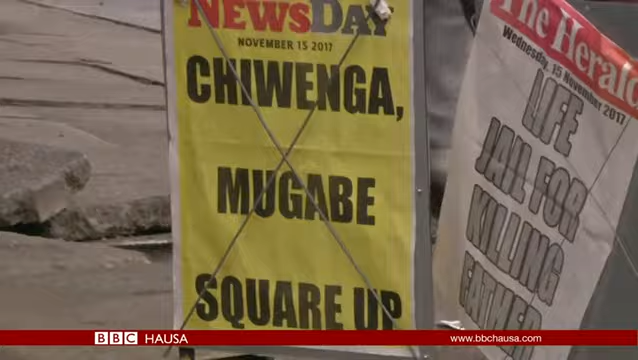 NEWSDAY
NOVEMBER 15 2017
CHIWENGA,
MUGABE
SQUARE UP
The Herald
Wednesday, 15 November 2017
LIFE
JAIL FOR
KILLING
FATHER
BBC HAUSA
www.bbchausa.com